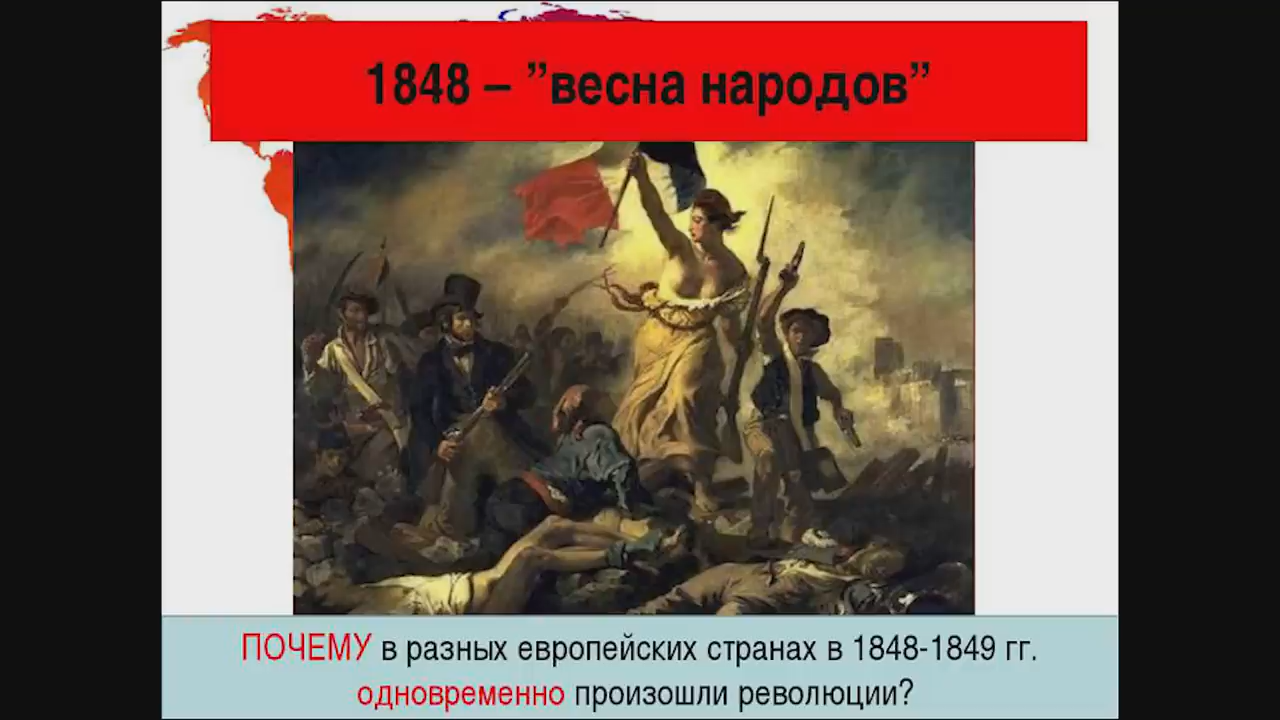 1848 – ”весна народов”
ПОЧЕМУ в разных европейских странах в 1848-1849 гг.
одновременно произошли революции?